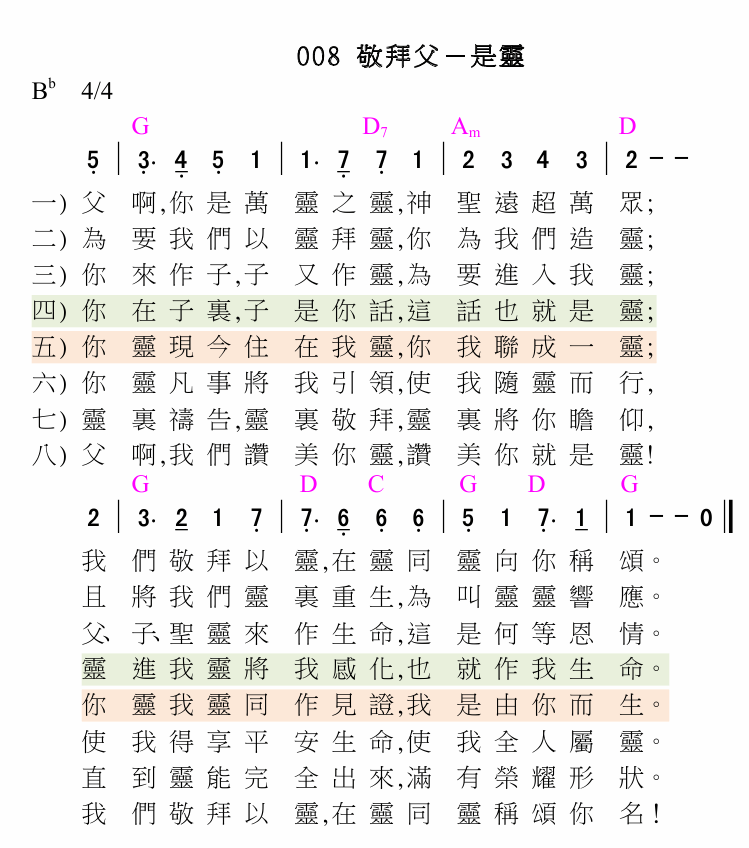 008 敬拜父－是靈
Bb 4/4
G D7 Am D
5 | 3· 4 5 1 | 1· 7 7 1 | 2 3 4 3 | 2 − −
一) 父 啊,你是萬 靈之靈,神 聖遠超萬 眾;
二) 為 要我們以 靈拜靈,你 為我們造 靈;
三) 你 來作子,子 又作靈,為 要進入我 靈;
四) 你 在子裏,子 是你話,這 話也就是 靈;
五) 你 靈現今住 在我靈,你 我聯成一 靈;
六) 你 靈凡事將 我引領,使 我隨靈而 行,
七) 靈 裏禱告,靈 裏敬拜,靈 裏將你瞻 仰,
八) 父 啊,我們讚 美你靈,讚 美你就是 靈!
G D C G D G
2 | 3· 2 1 7 | 7· 6 6 6 | 5 1 7· 1 | 1 − − 0 ‖
我 們敬拜以 靈,在靈同 靈向你稱 頌。
且 將我們靈 裏重生,為 叫靈靈響 應。
父、 子、聖靈來 作生命,這 是何等恩 情。
靈 進我靈將 我感化,也 就作我生 命。
你 靈我靈同 作見證,我 是由你而 生。
使 我得享平 安生命,使 我全人屬 靈。
直 到靈能完 全出來,滿 有榮耀形 狀。
我 們敬拜以 靈,在靈同 靈稱頌你 名!